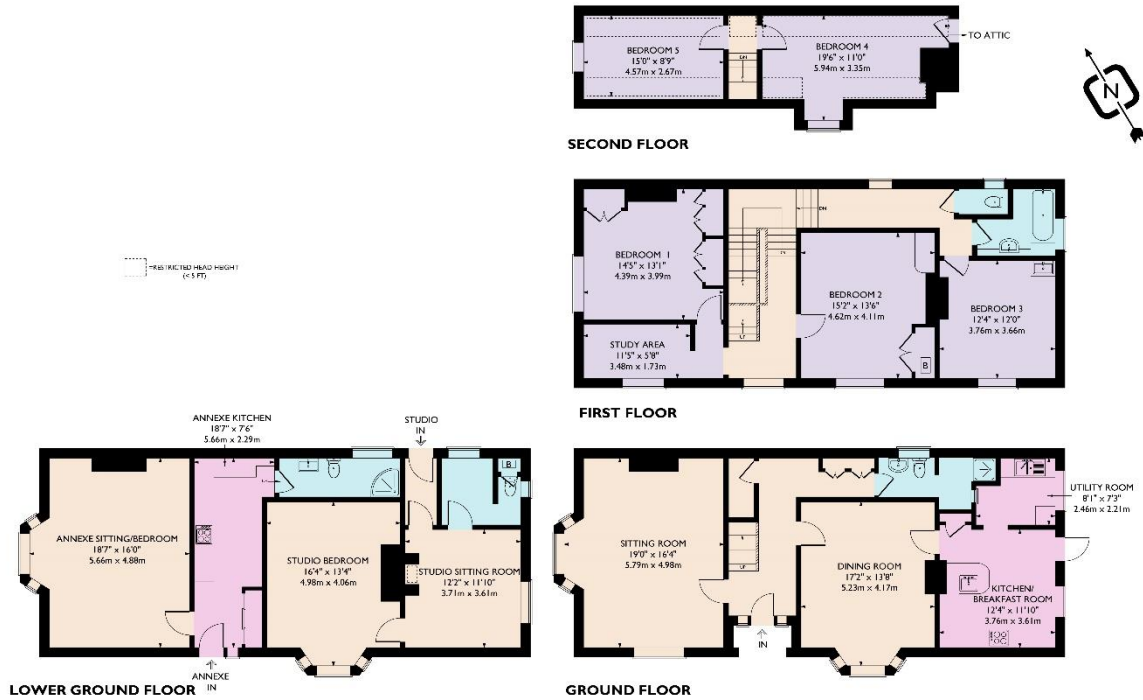 BEDROOM 5
15'0" x 8'9"
4.57m x 2.67m
DN
BEDROOM 4
19'6" x 11'0"
5.94m x 3.35m
TO ATTIC
N
SECOND FLOOR
=RESTRICTED HEAD HEIGHT
(< 5 FT)
BEDROOM 1
14'5" x 13'1"
4.39m x 3.99m
DN
UP
BEDROOM 2
15'2" x 13'6"
4.62m x 4.11m
B
BEDROOM 3
12'4" x 12'0"
3.76m x 3.66m
STUDY AREA
11'5" x 5'8"
3.48m x 1.73m
FIRST FLOOR
ANNEXE KITCHEN
18'7" x 7'6"
5.66m x 2.29m
STUDIO
IN
B
ANNEXE SITTING/BEDROOM
18'7" x 16'0"
5.66m x 4.88m
STUDIO BEDROOM
16'4" x 13'4"
4.98m x 4.06m
STUDIO SITTING ROOM
12'2" x 11'10"
3.71m x 3.61m
ANNEXE
IN
LOWER GROUND FLOOR
SITTING ROOM
19'0" x 16'4"
5.79m x 4.98m
UP
IN
DINING ROOM
17'2" x 13'8"
5.23m x 4.17m
UTILITY ROOM
8'1" x 7'3"
2.46m x 2.21m
KITCHEN/
BREAKFAST ROOM
12'4" x 11'10"
3.76m x 3.61m
GROUND FLOOR